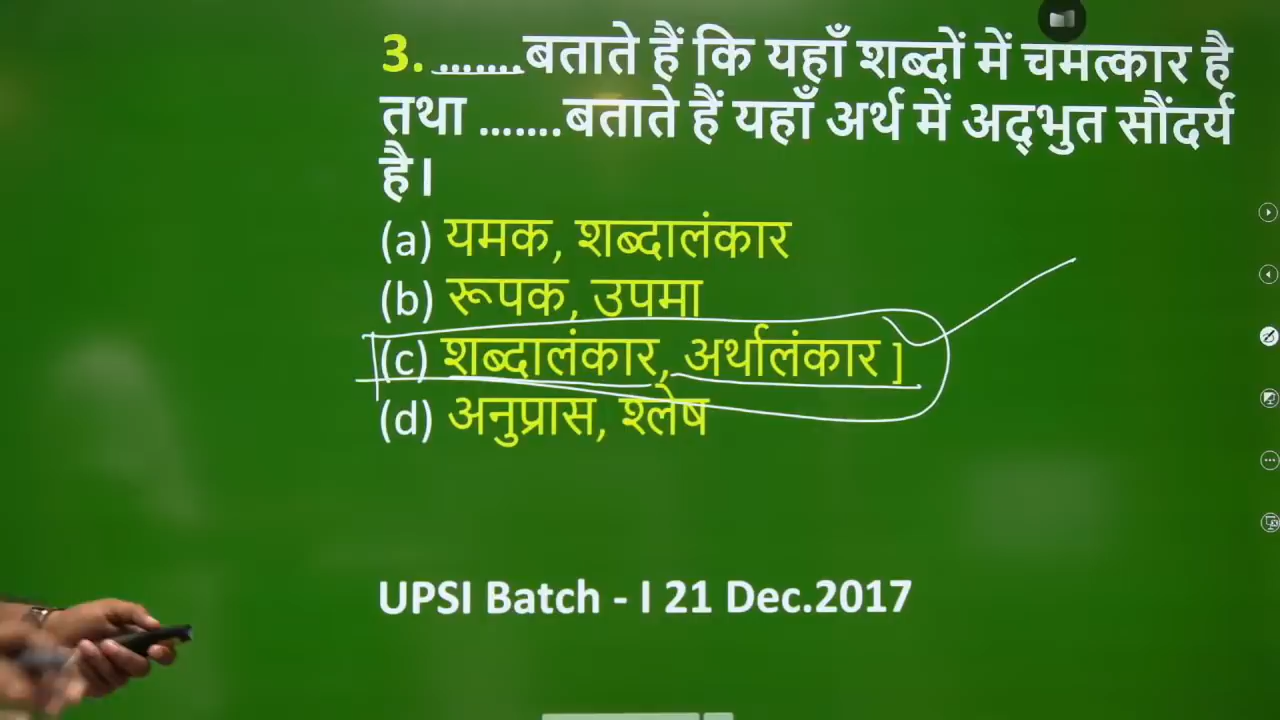 3. ........बताते हैं कि यहाँ शब्दों में चमत्कार है
तथा .......बताते हैं यहाँ अर्थ में अद्‌भुत सौंदर्य
है।
(a) यमक, शब्दालंकार
(b) रूपक, उपमा
(c) शब्दालंकार, अर्थालंकार ]
(d) अनुप्रास, श्लेष
UPSI Batch - I 21 Dec.2017